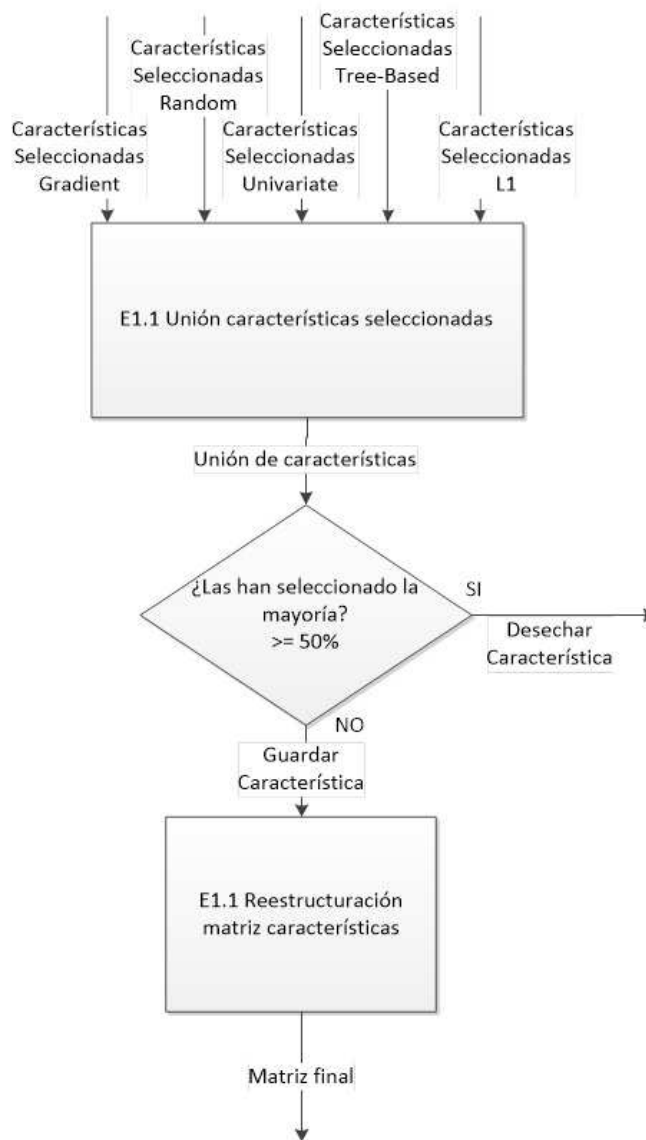 Características
Seleccionadas
Gradient
Características
Seleccionadas
Random
Características
Seleccionadas
Univariate
Características
Seleccionadas
Tree-Based
Características
Seleccionadas
L1
E1.1 Unión características seleccionadas
Unión de características
¿Las han seleccionado la
mayoría?
>= 50%
SI
Desechar
Característica
NO
Guardar
Característica
E1.1 Reestructuración
matriz características
Matriz final